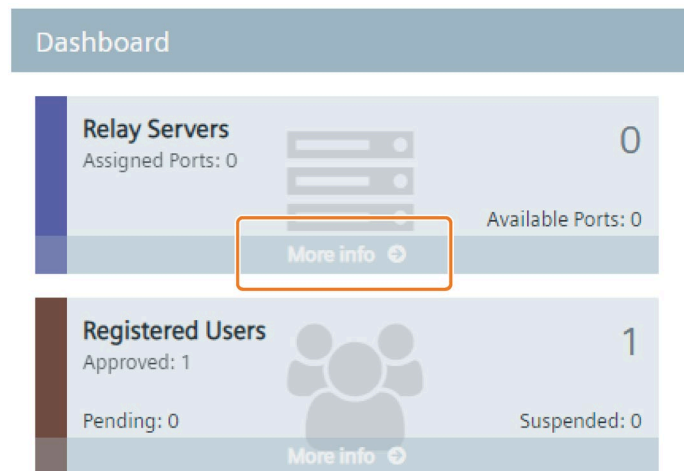 Dashboard
Relay Servers
0
Assigned Ports: 0
Available Ports: 0
More info
Registered Users
1
Approved: 1
Pending: 0
Suspended: 0
More info